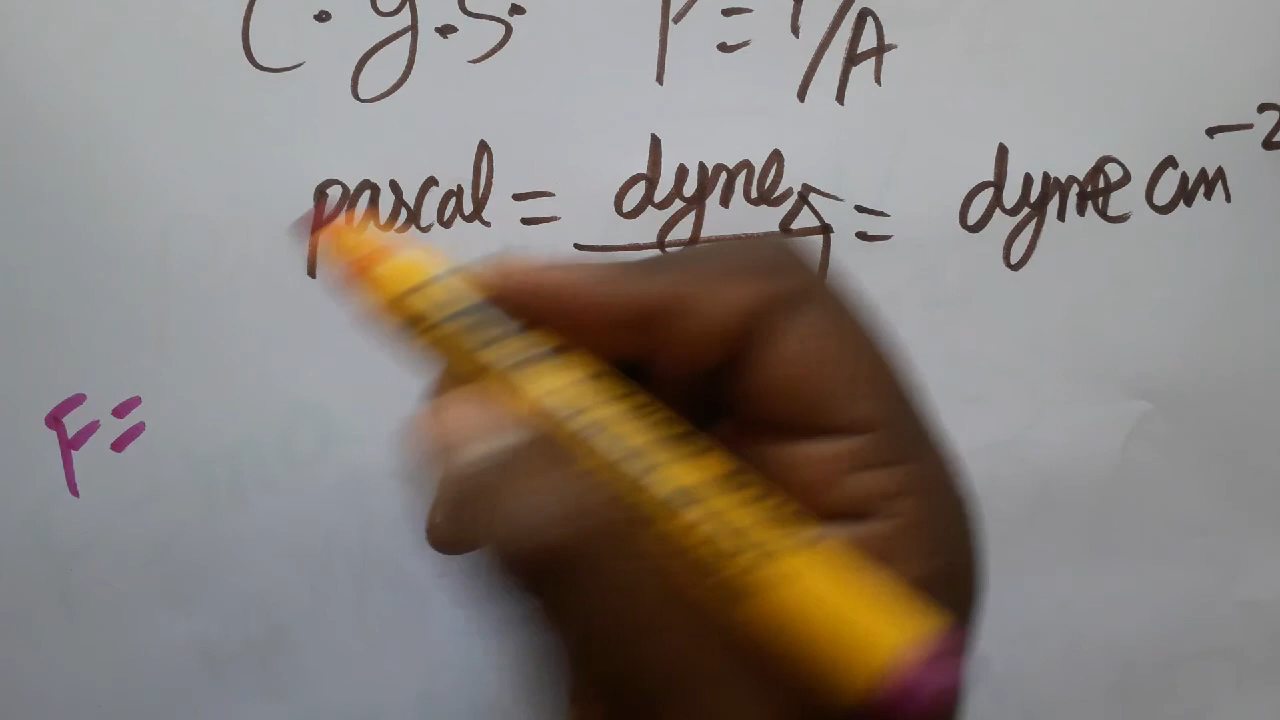 C.g.s. P = F/A
pascal = dyne = dyne cm⁻²
F =